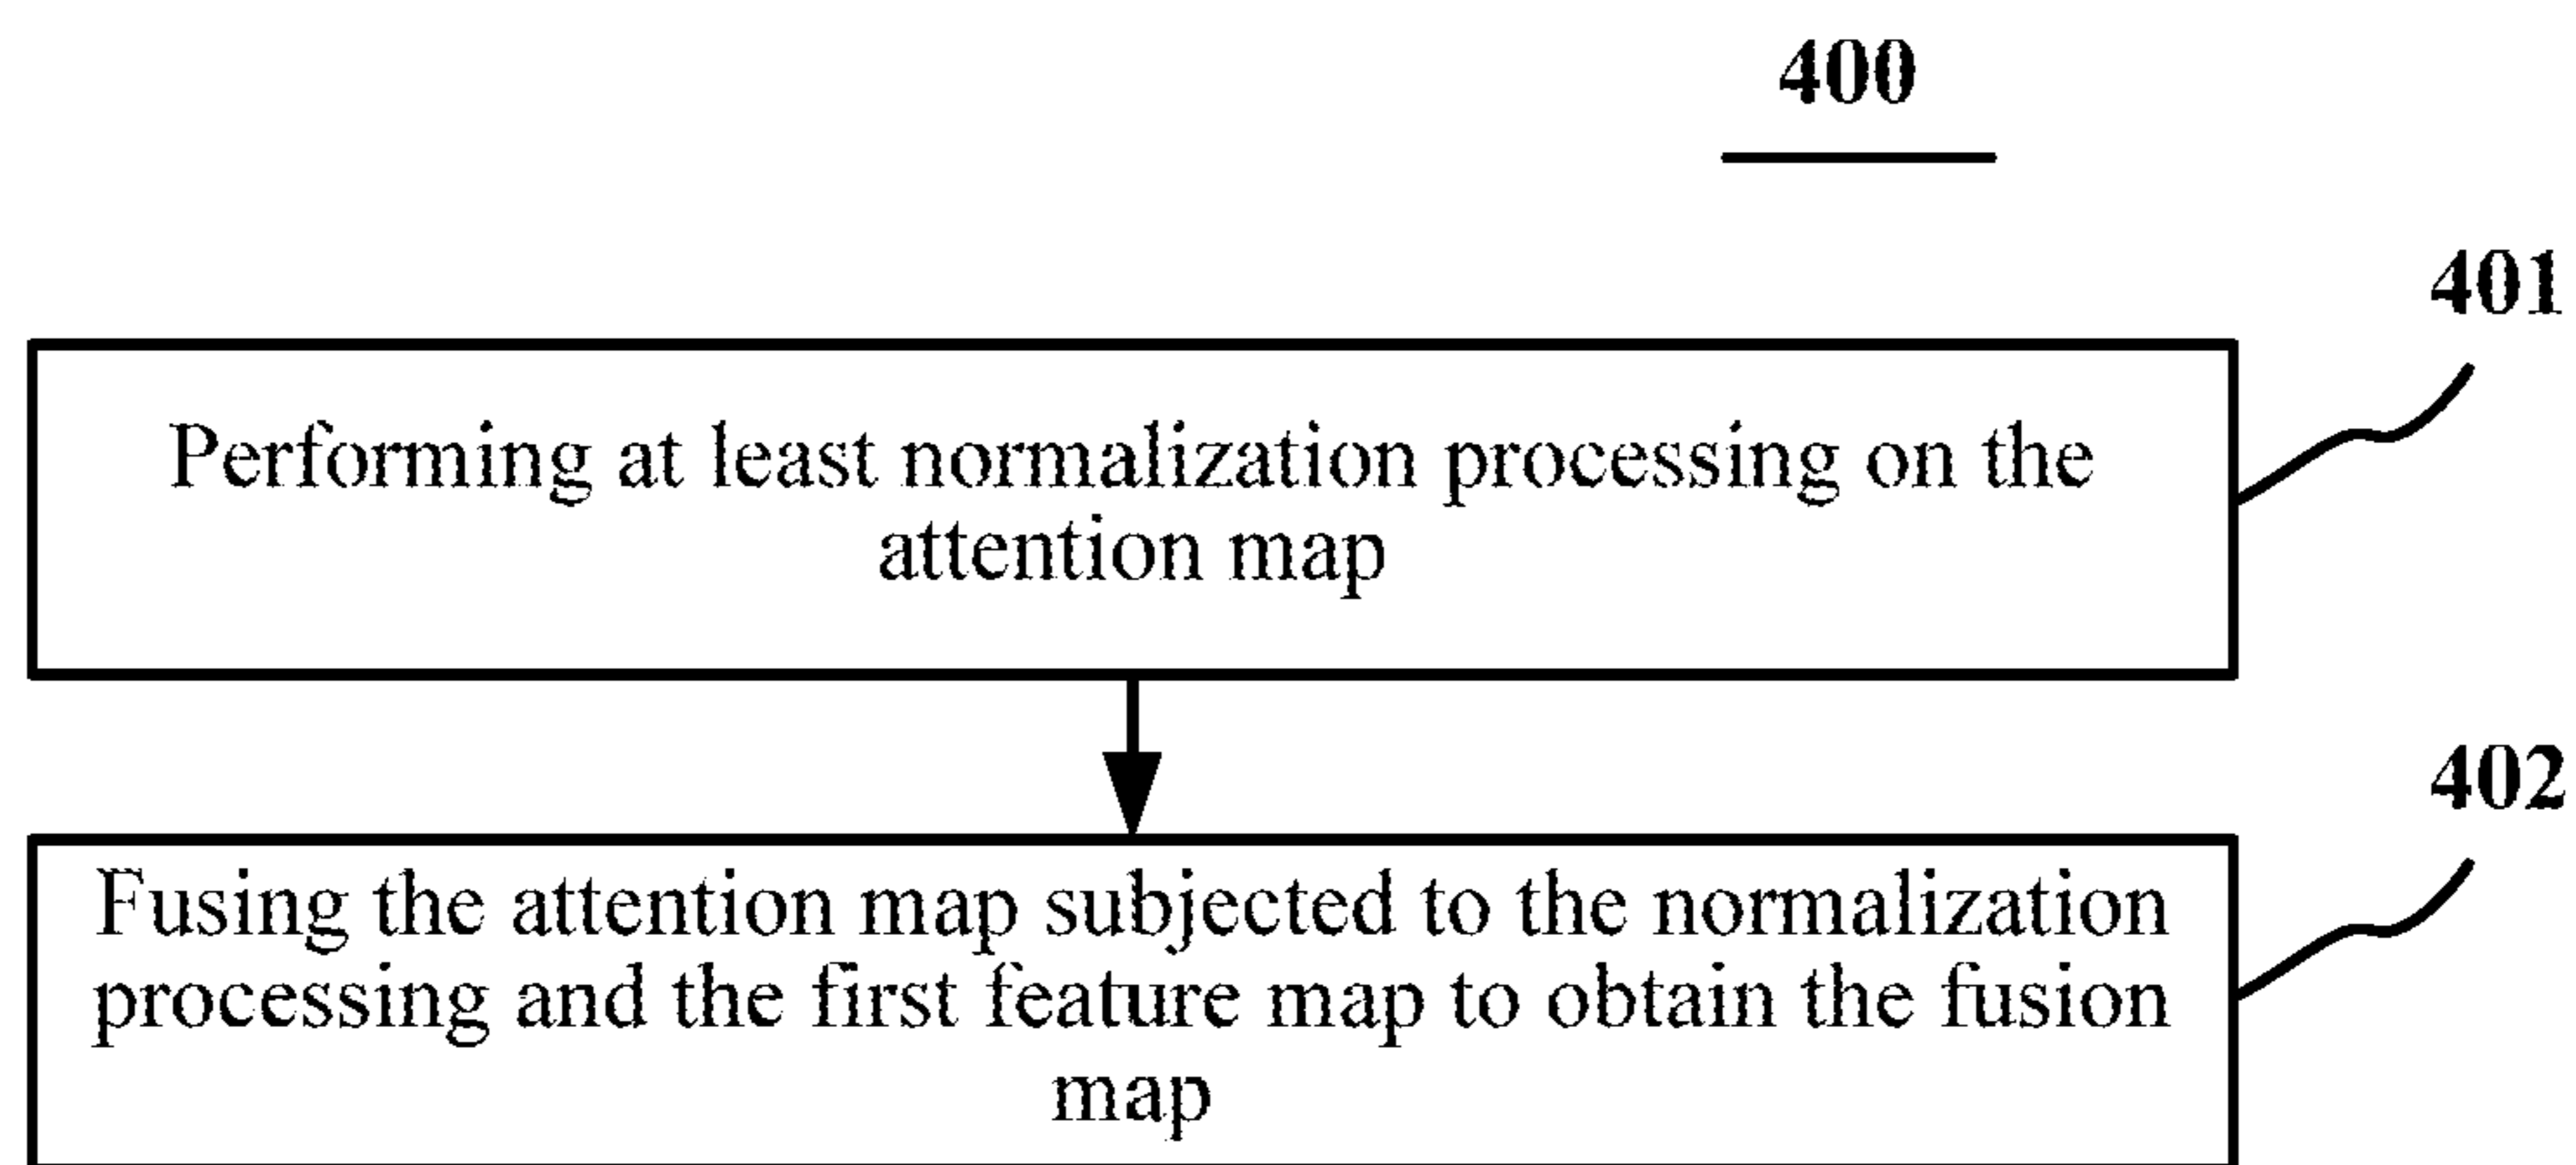 400
401
Performing at least normalization processing on the
attention map
402
Fusing the attention map subjected to the normalization
processing and the first feature map to obtain the fusion
map